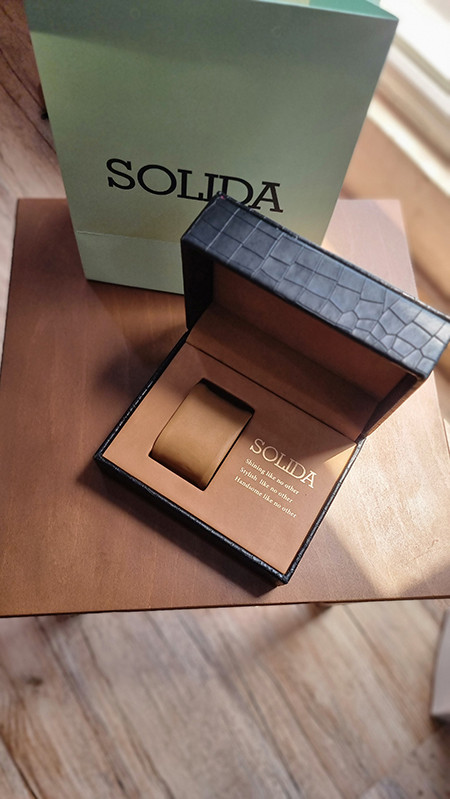 SOLIDA
SOLIDA
Shining like no other
Stylish like no other
Handsome like no other